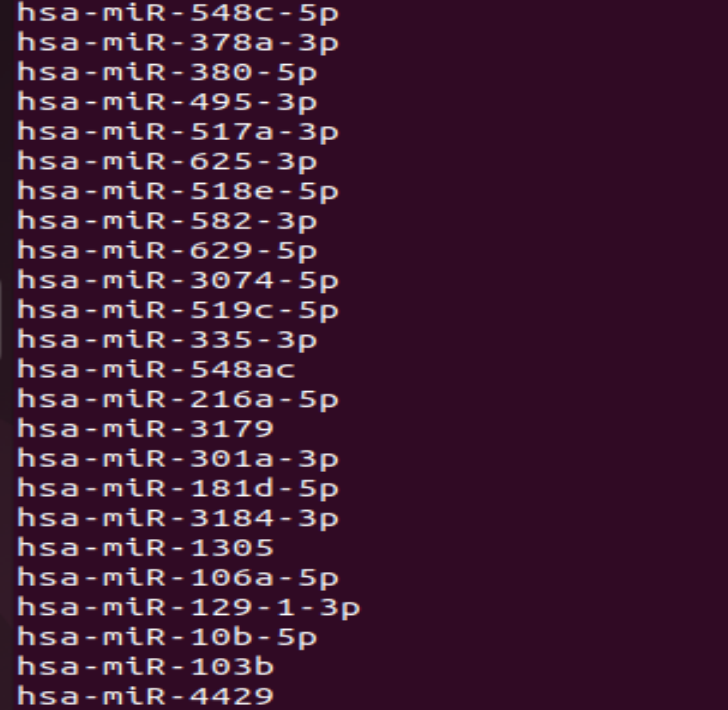 hsa-miR-548c-5p
hsa-miR-378a-3p
hsa-miR-380-5p
hsa-miR-495-3p
hsa-miR-517a-3p
hsa-miR-625-3p
hsa-miR-518e-5p
hsa-miR-582-3p
hsa-miR-629-5p
hsa-miR-3074-5p
hsa-miR-519c-5p
hsa-miR-335-3p
hsa-miR-548ac
hsa-miR-216a-5p
hsa-miR-3179
hsa-miR-301a-3p
hsa-miR-181d-5p
hsa-miR-3184-3p
hsa-miR-1305
hsa-miR-106a-5p
hsa-miR-129-1-3p
hsa-miR-10b-5p
hsa-miR-103b
hsa-miR-4429